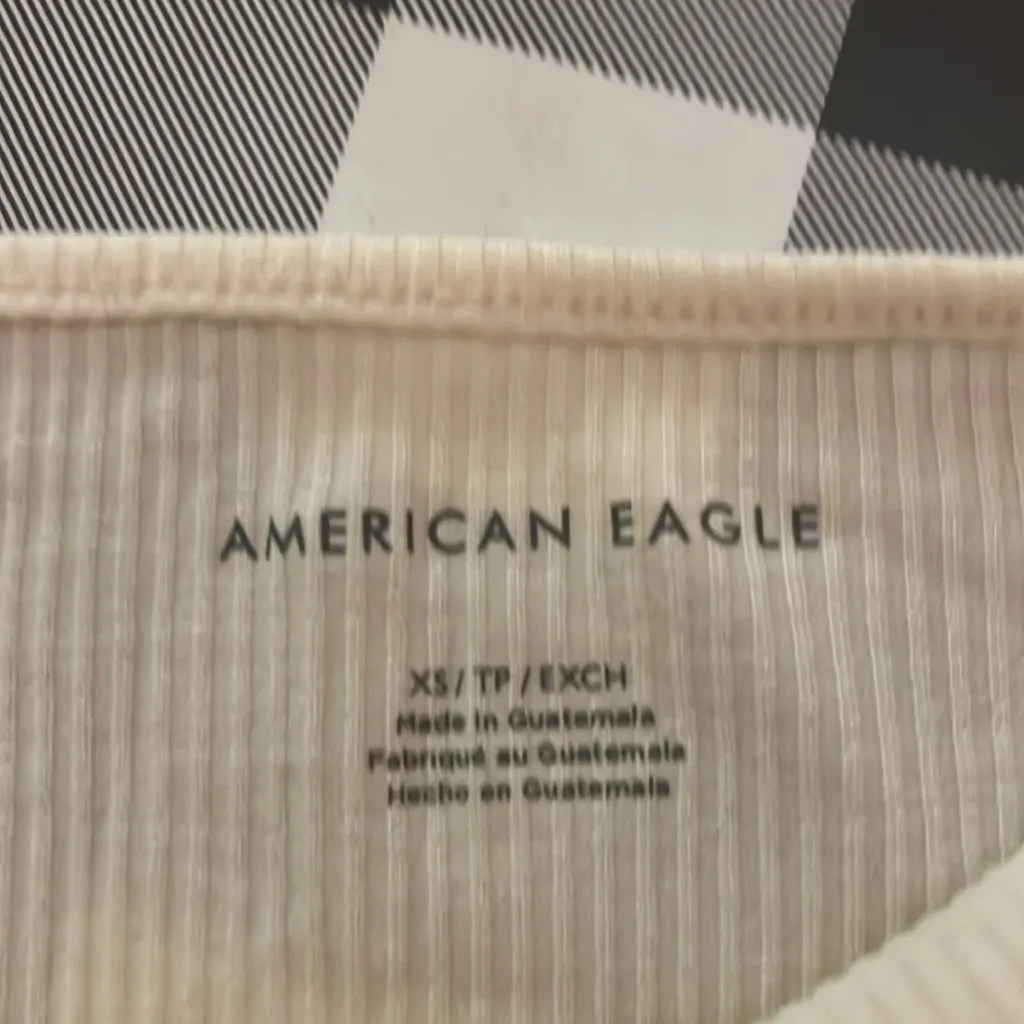 AMERICAN EAGLE
XS / TP / EXCH
Made in Guatemala
Fabriqué au Guatemala
Hecho en Guatemala